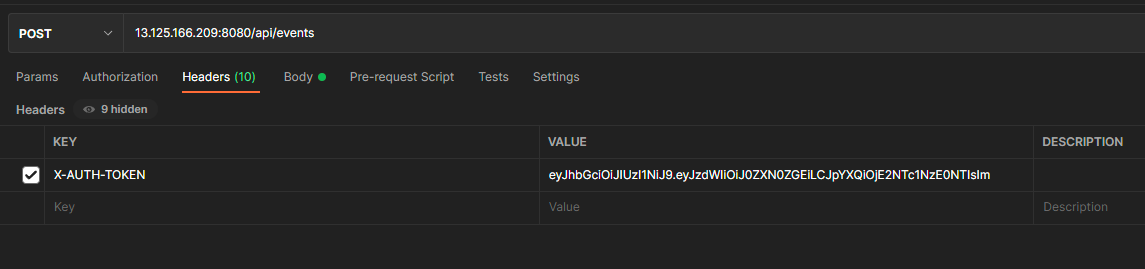 POST 13.125.166.209:8080/api/events
Params Authorization Headers (10) Body Pre-request Script Tests Settings
Headers 9 hidden
KEY VALUE DESCRIPTION
X-AUTH-TOKEN eyJhbGciOiJIUzI1NiJ9.eyJzdWIiOiJ0ZXN0ZGEiLCJpYXQiOjE2NTc1NzE0NTIsIm
Key Value Description